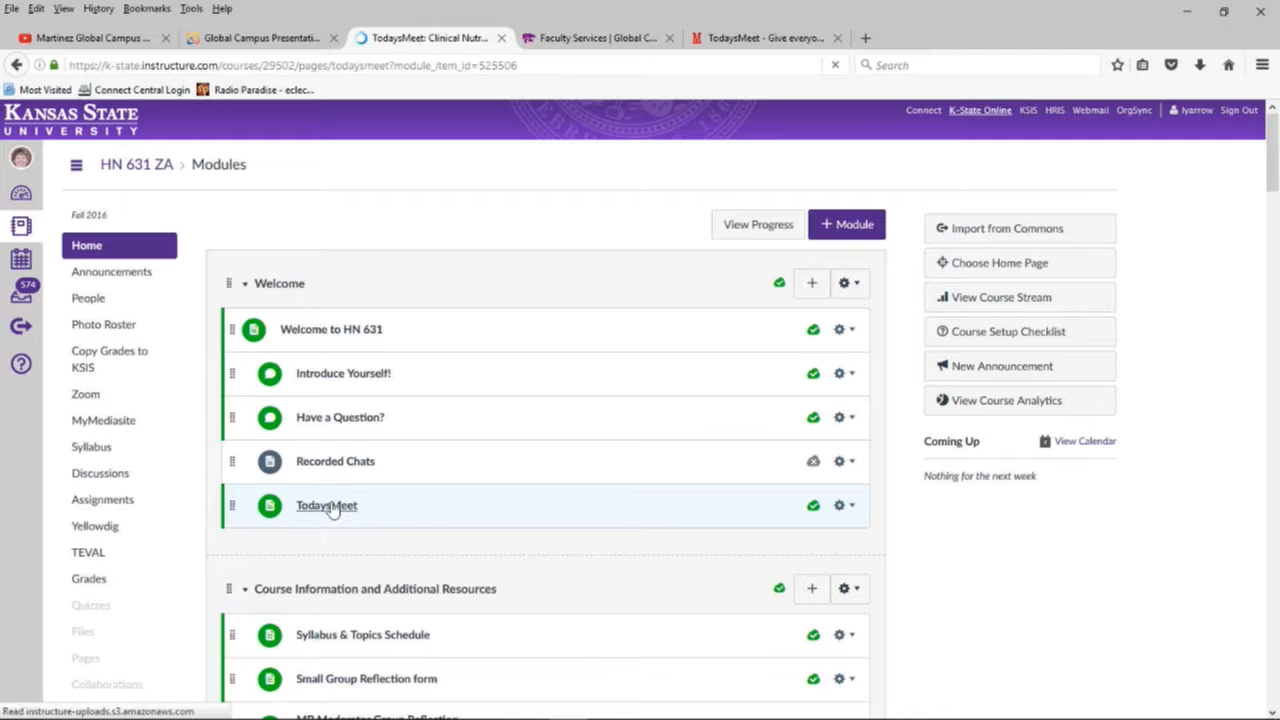 File Edit View History Bookmarks Tools Help
Martinez Global Campus ...
Global Campus Presentati...
TodaysMeet: Clinical Nutr...
Faculty Services | Global C...
TodaysMeet - Give everyo...
https://k-state.instructure.com/courses/29502/pages/todaysmeet?module_item_id=525506
Search
Most Visited Connect Central Login Radio Paradise - eclec...
KANSAS STATE
UNIVERSITY
Connect K-State Online KSIS HRIS Webmail OrgSync lyarrow Sign Out
HN 631 ZA > Modules
Fall 2016
View Progress
+ Module
Home
Announcements
People
Photo Roster
Copy Grades to
KSIS
Zoom
MyMediasite
Syllabus
Discussions
Assignments
Yellowdig
TEVAL
Grades
Quizzes
Files
Pages
Collaborations
574
Welcome
Welcome to HN 631
Introduce Yourself!
Have a Question?
Recorded Chats
TodaysMeet
Course Information and Additional Resources
Syllabus & Topics Schedule
Small Group Reflection form
MB Moderator Group Reflection
Import from Commons
Choose Home Page
View Course Stream
Course Setup Checklist
New Announcement
View Course Analytics
Coming Up
View Calendar
Nothing for the next week
Read instructure-uploads.s3.amazonaws.com